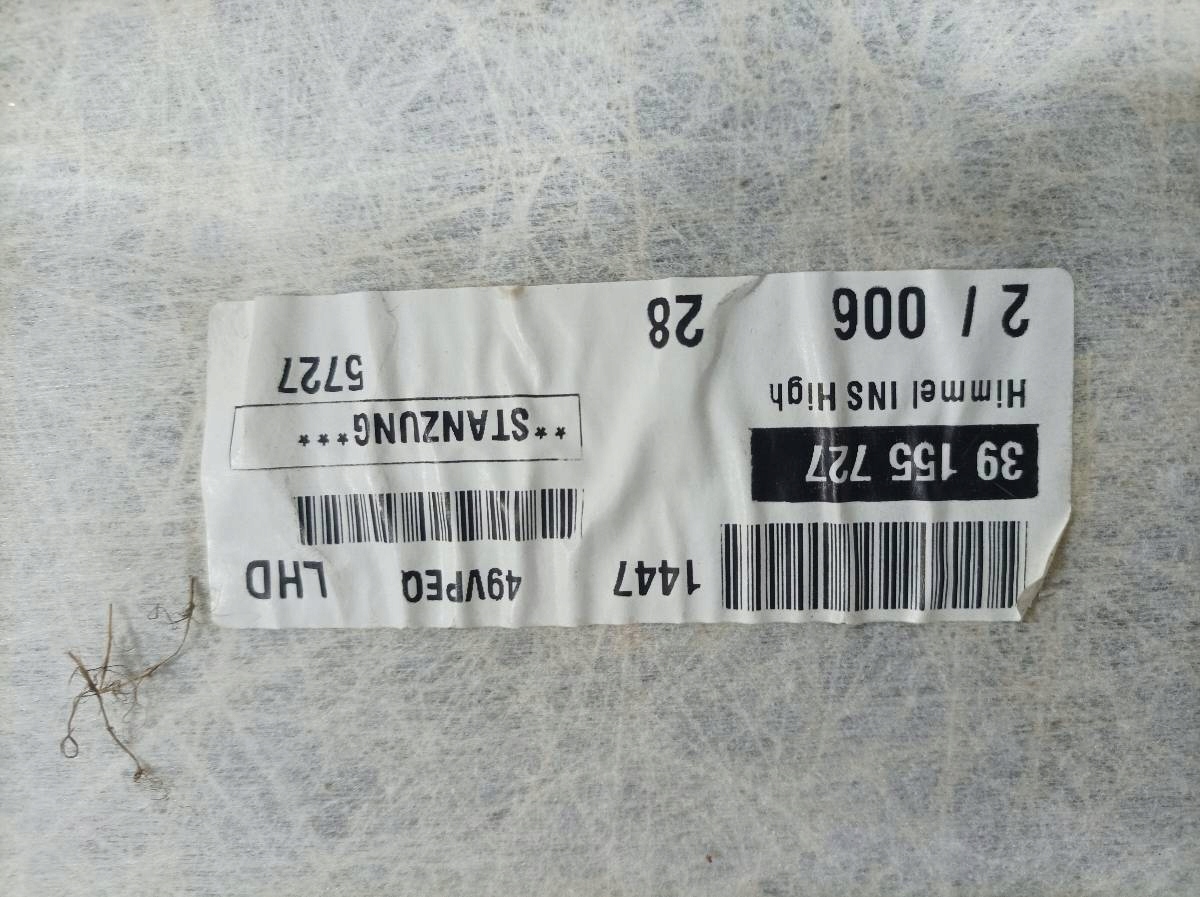 1447 49VPEQ LHD
39 155 727 **STANZUNG***
Himmel INS High 5727
2 / 006 28